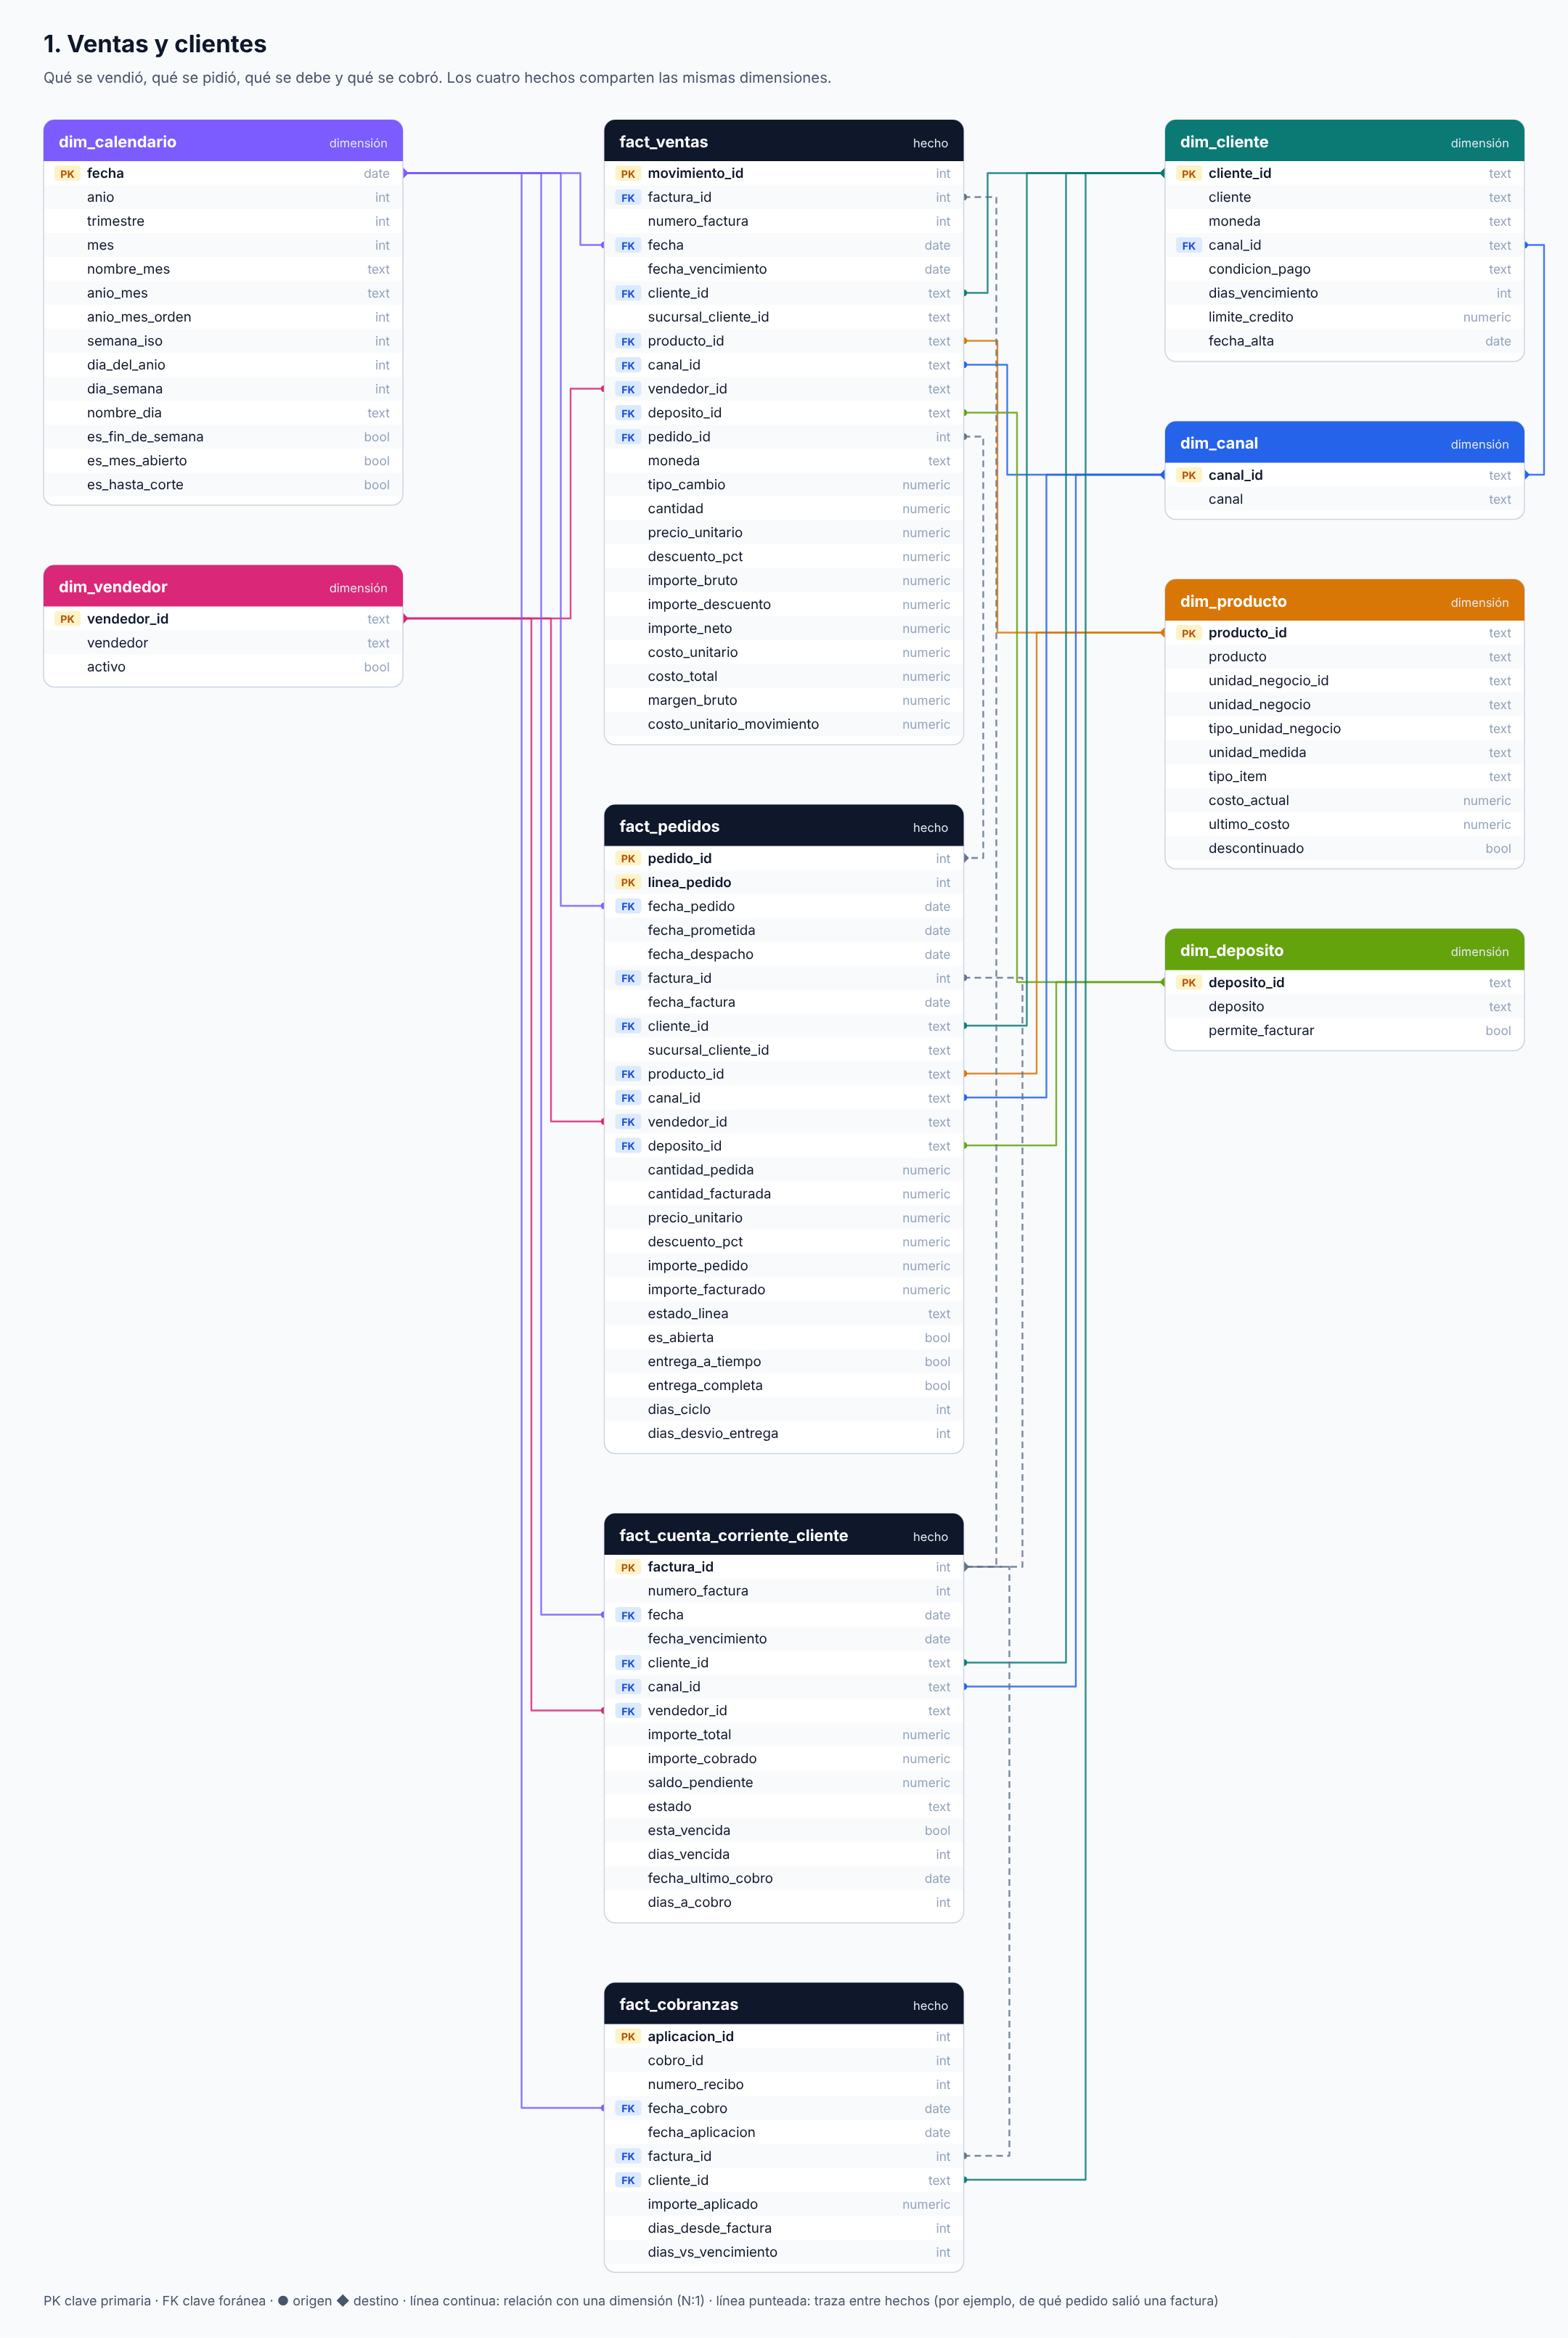 1. Ventas y clientes
Qué se vendió, qué se pidió, qué se debe y qué se cobró. Los cuatro hechos comparten las mismas dimensiones.
dim_calendario dimensión
PK fecha date
anio int
trimestre int
mes int
nombre_mes text
anio_mes text
anio_mes_orden int
semana_iso int
dia_del_anio int
dia_semana int
nombre_dia text
es_fin_de_semana bool
es_mes_abierto bool
es_hasta_corte bool
dim_vendedor dimensión
PK vendedor_id text
vendedor text
activo bool
fact_ventas hecho
PK movimiento_id int
FK factura_id int
numero_factura int
FK fecha date
fecha_vencimiento date
FK cliente_id text
sucursal_cliente_id text
FK producto_id text
FK canal_id text
FK vendedor_id text
FK deposito_id text
FK pedido_id int
moneda text
tipo_cambio numeric
cantidad numeric
precio_unitario numeric
descuento_pct numeric
importe_bruto numeric
importe_descuento numeric
importe_neto numeric
costo_unitario numeric
costo_total numeric
margen_bruto numeric
costo_unitario_movimiento numeric
fact_pedidos hecho
PK pedido_id int
PK linea_pedido int
FK fecha_pedido date
fecha_prometida date
fecha_despacho date
FK factura_id int
fecha_factura date
FK cliente_id text
sucursal_cliente_id text
FK producto_id text
FK canal_id text
FK vendedor_id text
FK deposito_id text
cantidad_pedida numeric
cantidad_facturada numeric
precio_unitario numeric
descuento_pct numeric
importe_pedido numeric
importe_facturado numeric
estado_linea text
es_abierta bool
entrega_a_tiempo bool
entrega_completa bool
dias_ciclo int
dias_desvio_entrega int
fact_cuenta_corriente_cliente hecho
PK factura_id int
numero_factura int
FK fecha date
fecha_vencimiento date
FK cliente_id text
FK canal_id text
FK vendedor_id text
importe_total numeric
importe_cobrado numeric
saldo_pendiente numeric
estado text
esta_vencida bool
dias_vencida int
fecha_ultimo_cobro date
dias_a_cobro int
fact_cobranzas hecho
PK aplicacion_id int
cobro_id int
numero_recibo int
FK fecha_cobro date
fecha_aplicacion date
FK factura_id int
FK cliente_id text
importe_aplicado numeric
dias_desde_factura int
dias_vs_vencimiento int
dim_cliente dimensión
PK cliente_id text
cliente text
moneda text
FK canal_id text
condicion_pago text
dias_vencimiento int
limite_credito numeric
fecha_alta date
dim_canal dimensión
PK canal_id text
canal text
dim_producto dimensión
PK producto_id text
producto text
unidad_negocio_id text
unidad_negocio text
tipo_unidad_negocio text
unidad_medida text
tipo_item text
costo_actual numeric
ultimo_costo numeric
descontinuado bool
dim_deposito dimensión
PK deposito_id text
deposito text
permite_facturar bool
PK clave primaria · FK clave foránea · ● origen ◆ destino · línea continua: relación con una dimensión (N:1) · línea punteada: traza entre hechos (por ejemplo, de qué pedido salió una factura)